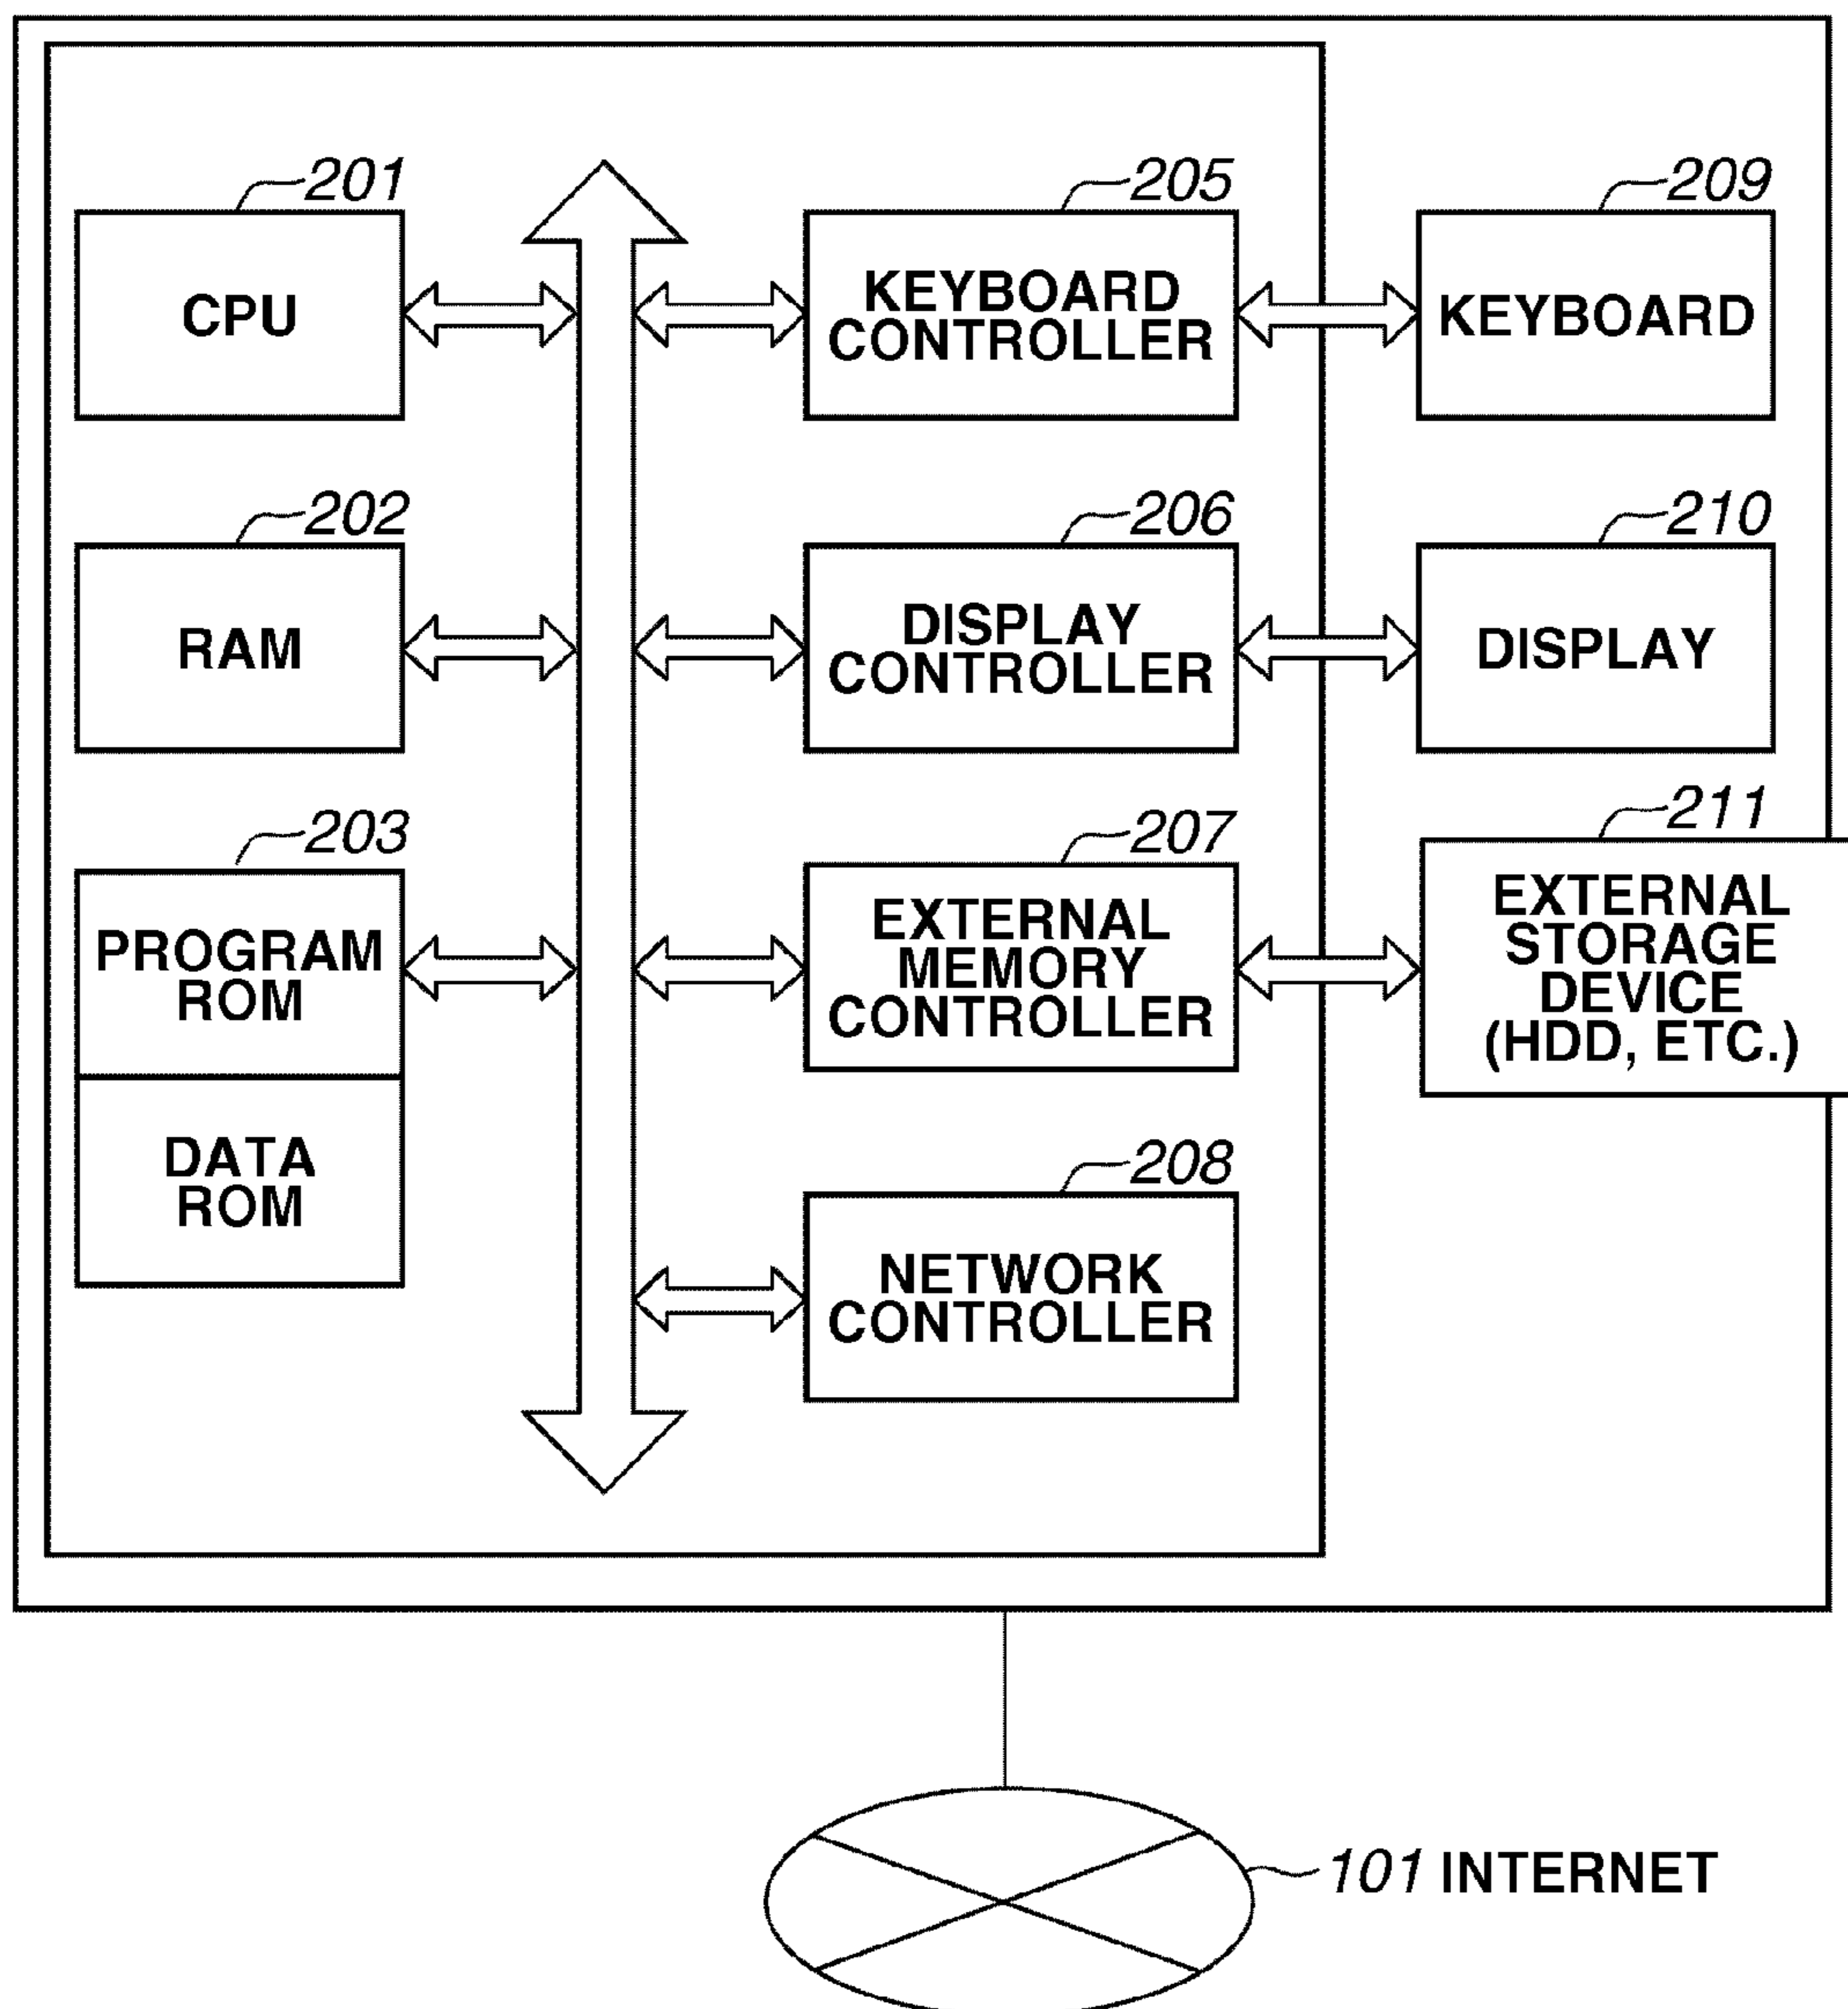 201
CPU
205
KEYBOARD
CONTROLLER
209
KEYBOARD
202
RAM
206
DISPLAY
CONTROLLER
210
DISPLAY
203
PROGRAM
ROM
DATA
ROM
207
EXTERNAL
MEMORY
CONTROLLER
211
EXTERNAL
STORAGE
DEVICE
(HDD, ETC.)
208
NETWORK
CONTROLLER
101 INTERNET